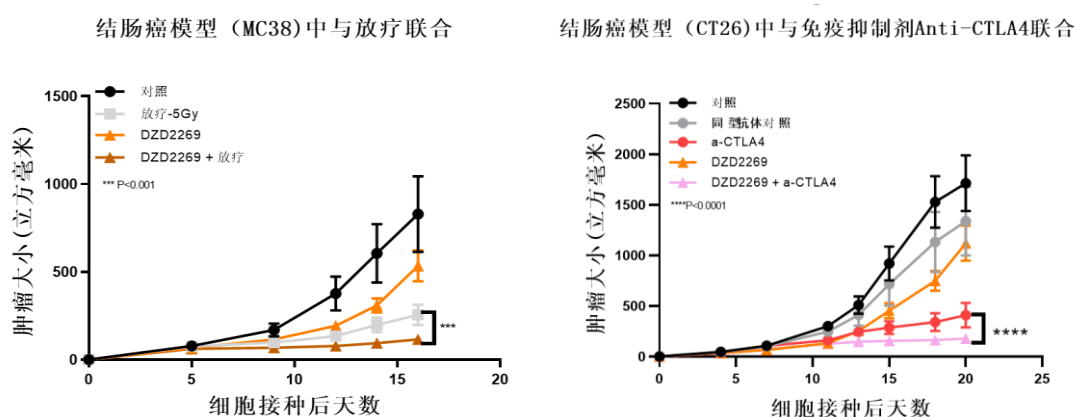 结肠癌模型（MC38)中与放疗联合
对照
放疗-5Gy
DZD2269
DZD2269 + 放疗
*** P<0.001
1500
1000
500
0
肿瘤大小(立方毫米)
***
0 5 10 15 20
细胞接种后天数
结肠癌模型（CT26)中与免疫抑制剂Anti-CTLA4联合
对照
同型抗体对照
a-CTLA4
DZD2269
DZD2269 + a-CTLA4
****P<0.0001
2500
2000
1500
1000
500
0
肿瘤大小(立方毫米)
****
0 5 10 15 20 25
细胞接种后天数